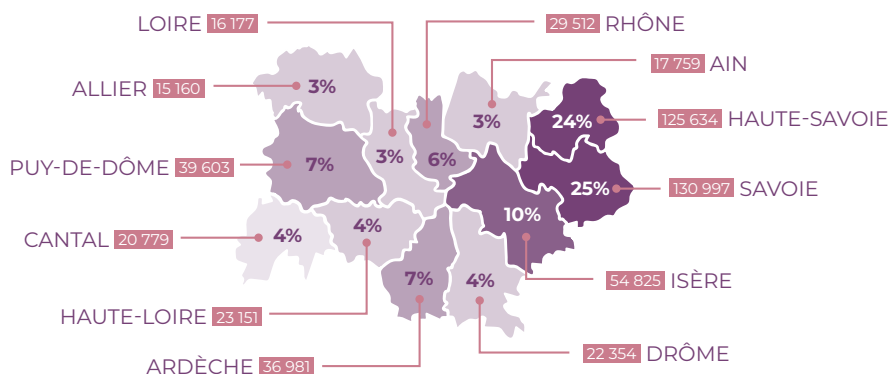 LOIRE 16 177
29 512 RHÔNE
17 759 AIN
ALLIER 15 160
3%
3%
24%
125 634 HAUTE-SAVOIE
PUY-DE-DÔME 39 603
7%
3%
6%
25%
130 997 SAVOIE
10%
CANTAL 20 779
4%
4%
7%
4%
54 825 ISÈRE
HAUTE-LOIRE 23 151
22 354 DRÔME
ARDÈCHE 36 981